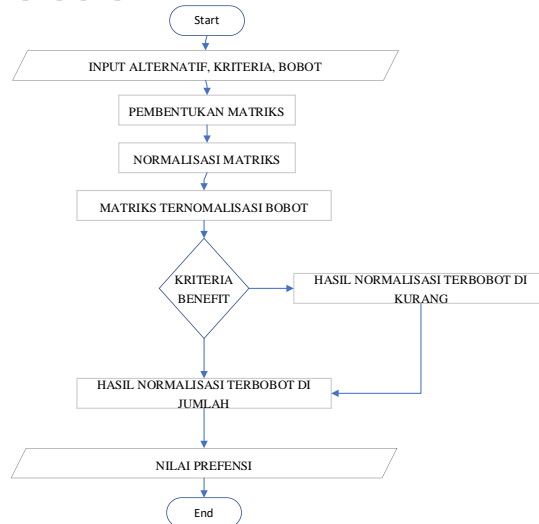 Start
INPUT ALTERNATIF, KRITERIA, BOBOT
PEMBENTUKAN MATRIKS
NORMALISASI MATRIKS
MATRIKS TERNOMALISASI BOBOT
KRITERIA
BENEFIT
HASIL NORMALISASI TERBOBOT DI
KURANG
HASIL NORMALISASI TERBOBOT DI
JUMLAH
NILAI PREFENSI
End